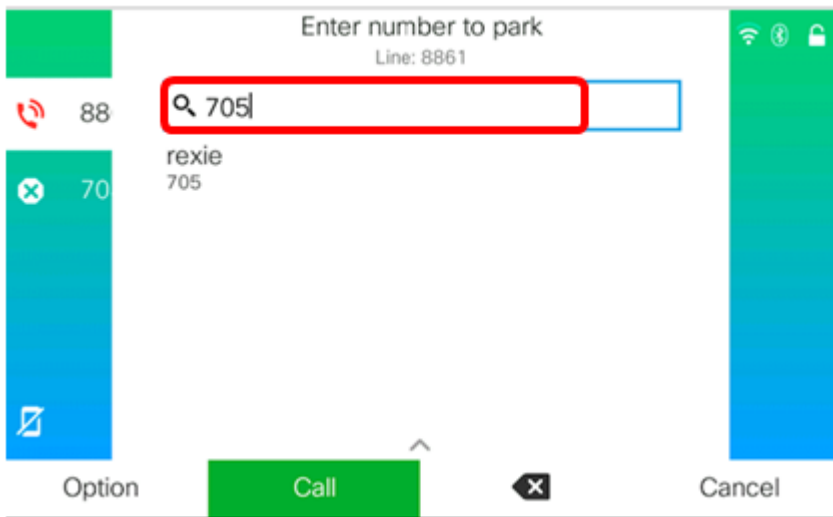 Enter number to park
Line: 8861
88
705
rexie
705
70
Option Call Cancel